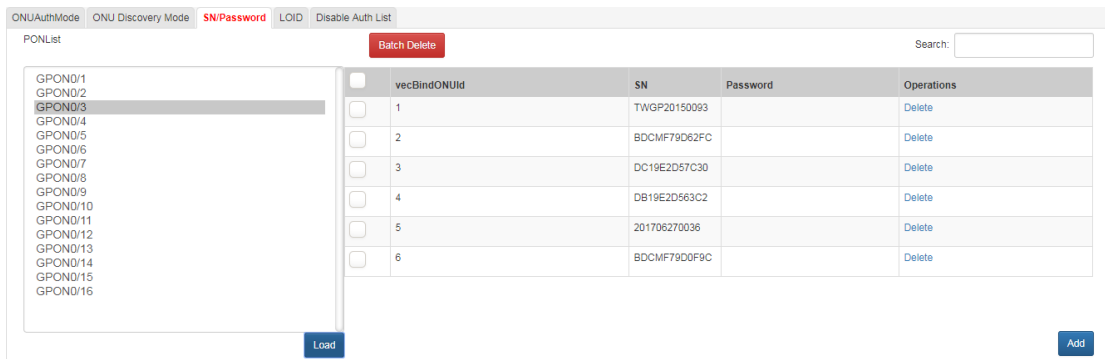 ONUAuthMode ONU Discovery Mode SN/Password LOID Disable Auth List
PONList
Batch Delete
Search:
GPON0/1
GPON0/2
GPON0/3
GPON0/4
GPON0/5
GPON0/6
GPON0/7
GPON0/8
GPON0/9
GPON0/10
GPON0/11
GPON0/12
GPON0/13
GPON0/14
GPON0/15
GPON0/16
Load
vecBindONUId SN Password Operations
1 TWGP20150093 Delete
2 BDCMF79D62FC Delete
3 DC19E2D57C30 Delete
4 DB19E2D563C2 Delete
5 201706270036 Delete
6 BDCMF79D0F9C Delete
Add